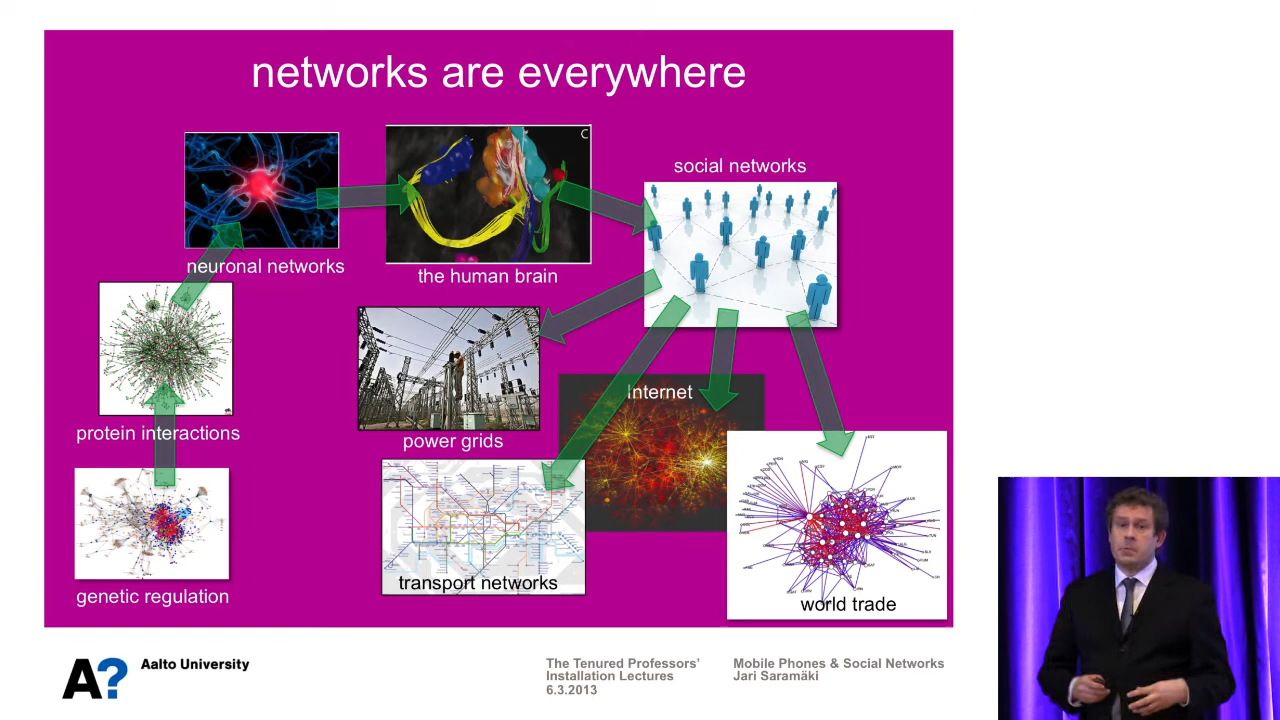 networks are everywhere
C
social networks
neuronal networks
the human brain
Internet
protein interactions
power grids
transport networks
genetic regulation
world trade
A?
Aalto University
The Tenured Professors'
Installation Lectures
6.3.2013
Mobile Phones & Social Networks
Jari Saramäki